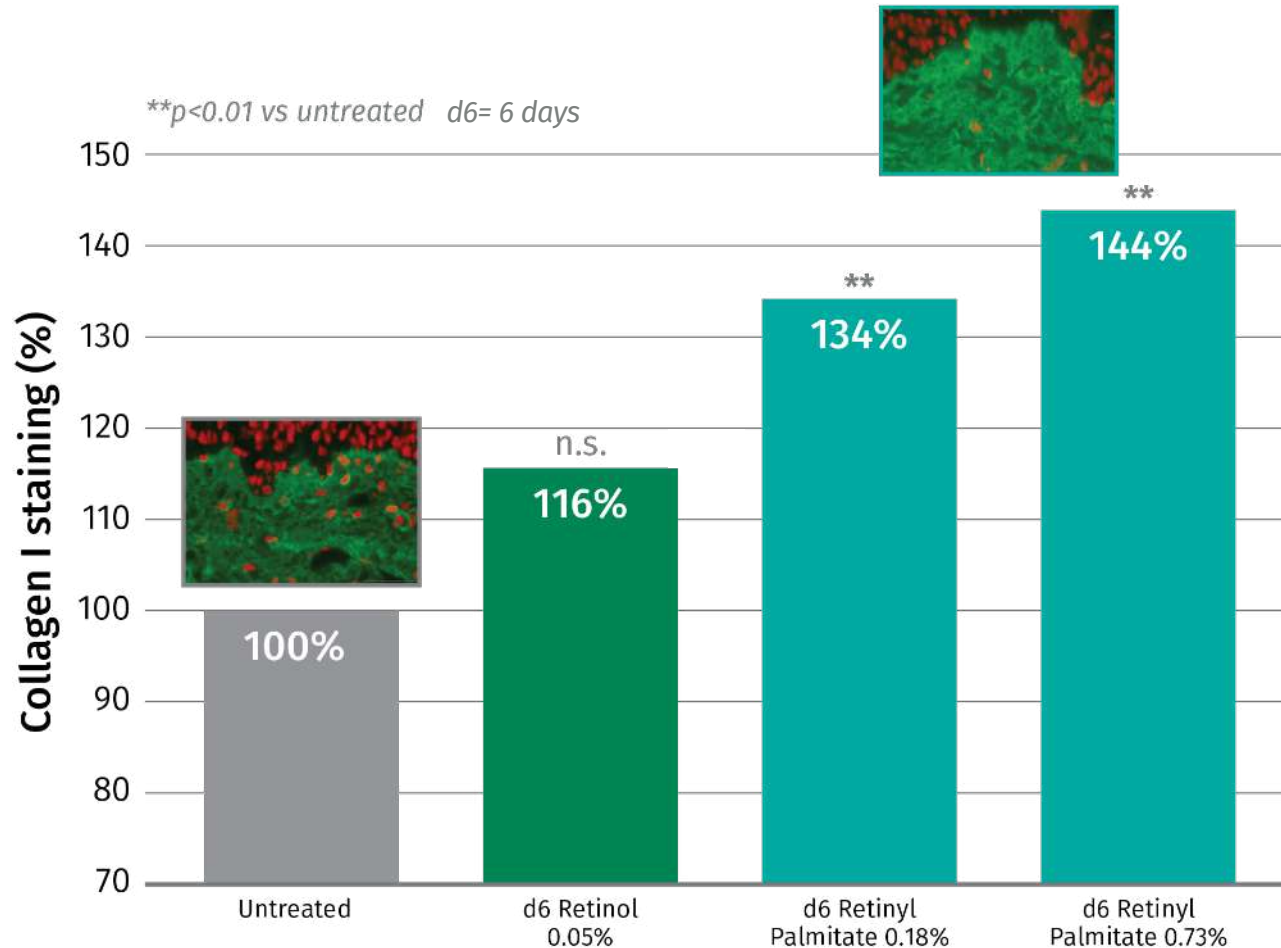 **p<0.01 vs untreated d6= 6 days
Collagen I staining (%)
150
140
130
120
110
100
90
80
70
100%
n.s.
116%
**
134%
**
144%
Untreated
d6 Retinol
0.05%
d6 Retinyl
Palmitate 0.18%
d6 Retinyl
Palmitate 0.73%